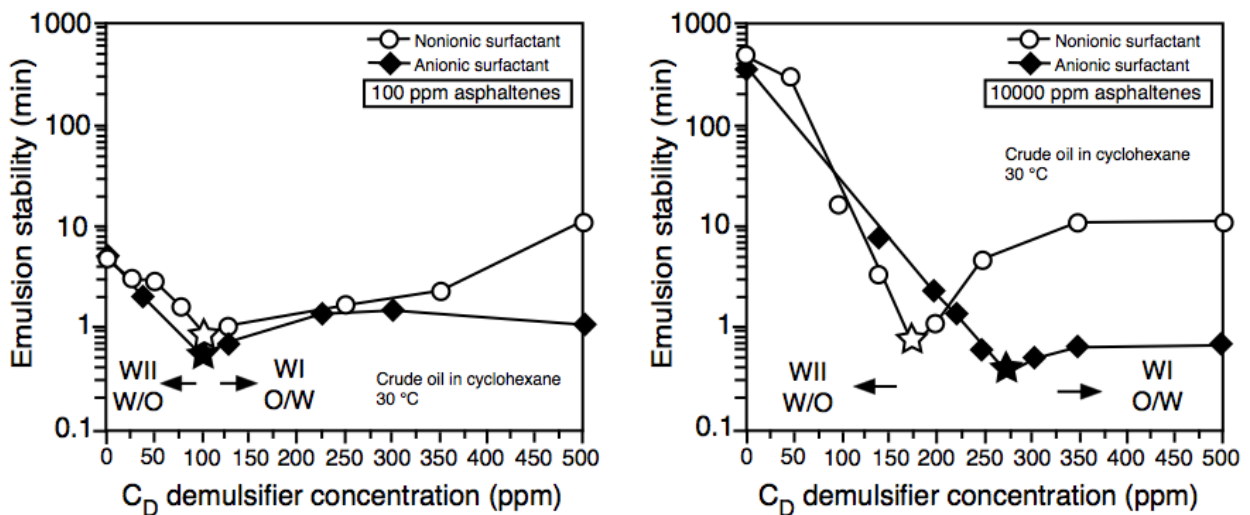 Emulsion stability (min)
1000
100
10
1
0.1
Nonionic surfactant
Anionic surfactant
100 ppm asphaltenes
WII
W/O
WI
O/W
Crude oil in cyclohexane
30 °C
0 50 100 150 200 250 300 350 400 450 500
C_D demulsifier concentration (ppm)
Emulsion stability (min)
1000
100
10
1
0.1
Nonionic surfactant
Anionic surfactant
10000 ppm asphaltenes
Crude oil in cyclohexane
30 °C
WII
W/O
WI
O/W
0 50 100 150 200 250 300 350 400 450 500
C_D demulsifier concentration (ppm)